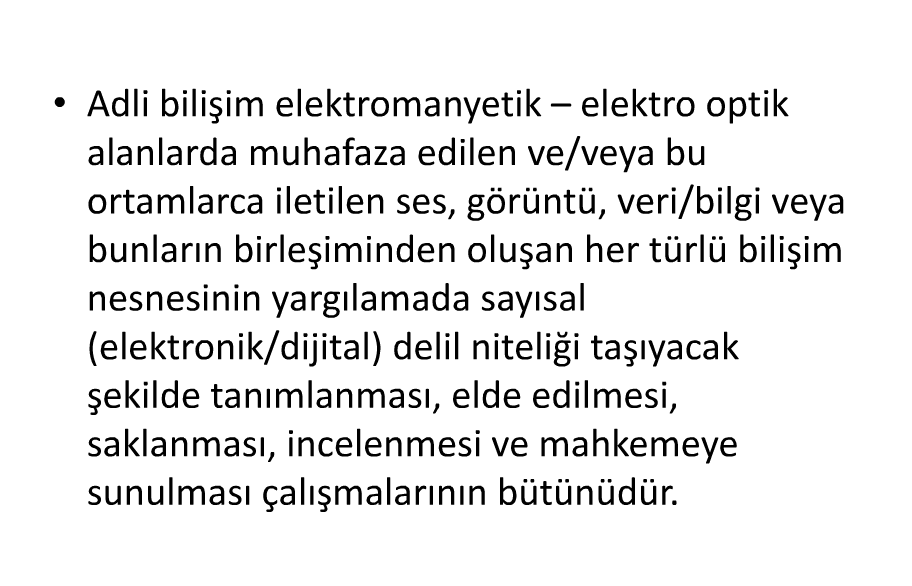 • Adli bilişim elektromanyetik – elektro optik
alanlarda muhafaza edilen ve/veya bu
ortamlarca iletilen ses, görüntü, veri/bilgi veya
bunların birleşiminden oluşan her türlü bilişim
nesnesinin yargılamada sayısal
(elektronik/dijital) delil niteliği taşıyacak
şekilde tanımlanması, elde edilmesi,
saklanması, incelenmesi ve mahkemeye
sunulması çalışmalarının bütünüdür.